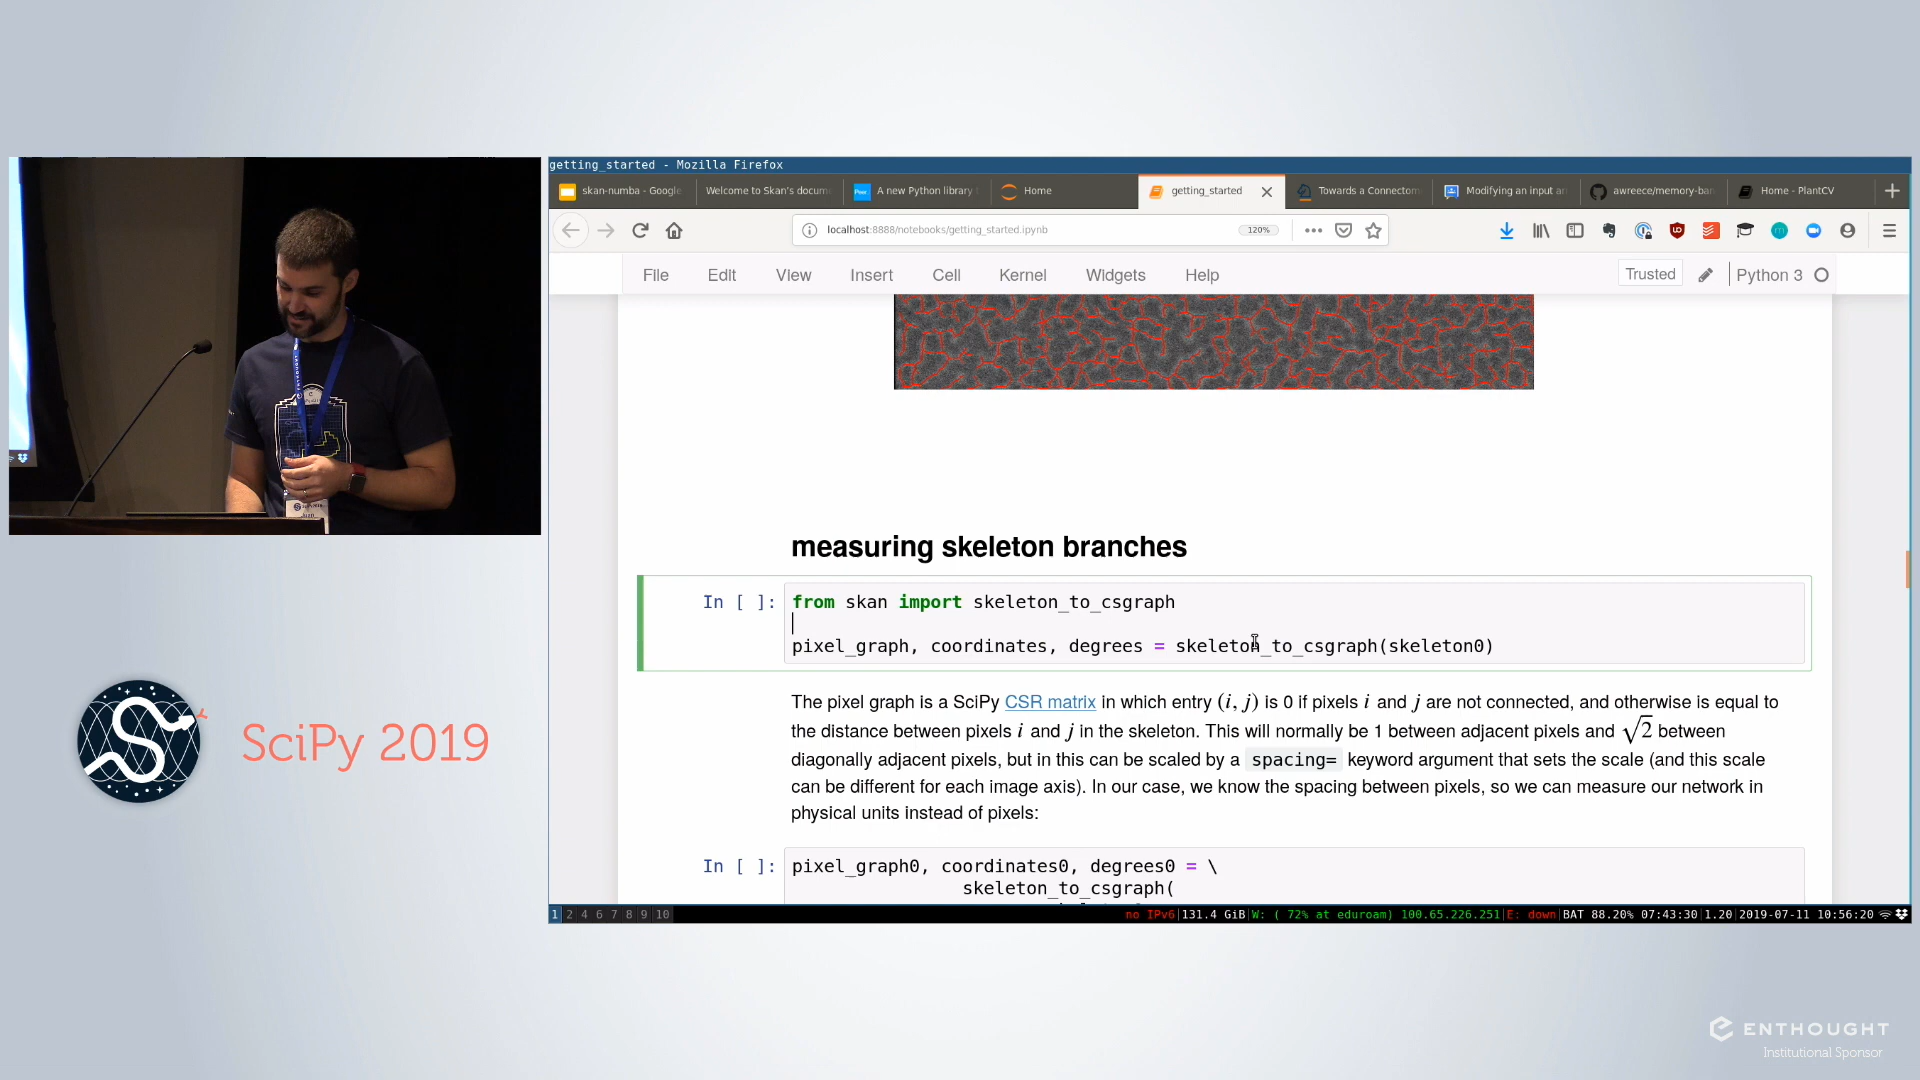 getting_started - Mozilla Firefox
skan-numba - Google
Welcome to Skan's docum
A new Python library
Home
getting_started
Towards a Connectom
Modifying an input ar
awreece/memory-ban
Home - PlantCV
localhost:8888/notebooks/getting_started.ipynb
120%
File Edit View Insert Cell Kernel Widgets Help
Trusted
Python 3
measuring skeleton branches
In [ ]:
from skan import skeleton_to_csgraph
pixel_graph, coordinates, degrees = skeleton_to_csgraph(skeleton0)
The pixel graph is a SciPy CSR matrix in which entry (i, j) is 0 if pixels i and j are not connected, and otherwise is equal to
the distance between pixels i and j in the skeleton. This will normally be 1 between adjacent pixels and √2 between
diagonally adjacent pixels, but in this can be scaled by a spacing= keyword argument that sets the scale (and this scale
can be different for each image axis). In our case, we know the spacing between pixels, so we can measure our network in
physical units instead of pixels:
In [ ]:
pixel_graph0, coordinates0, degrees0 = \
skeleton_to_csgraph(
1 2 4 6 7 8 9 10
no IPv6|131.4 GiB|W: ( 72% at eduroam) 100.65.226.251|E: down|BAT 88.20% 07:43:30|1.20|2019-07-11 10:56:20
SciPy 2019
ENTHOUGHT
Institutional Sponsor